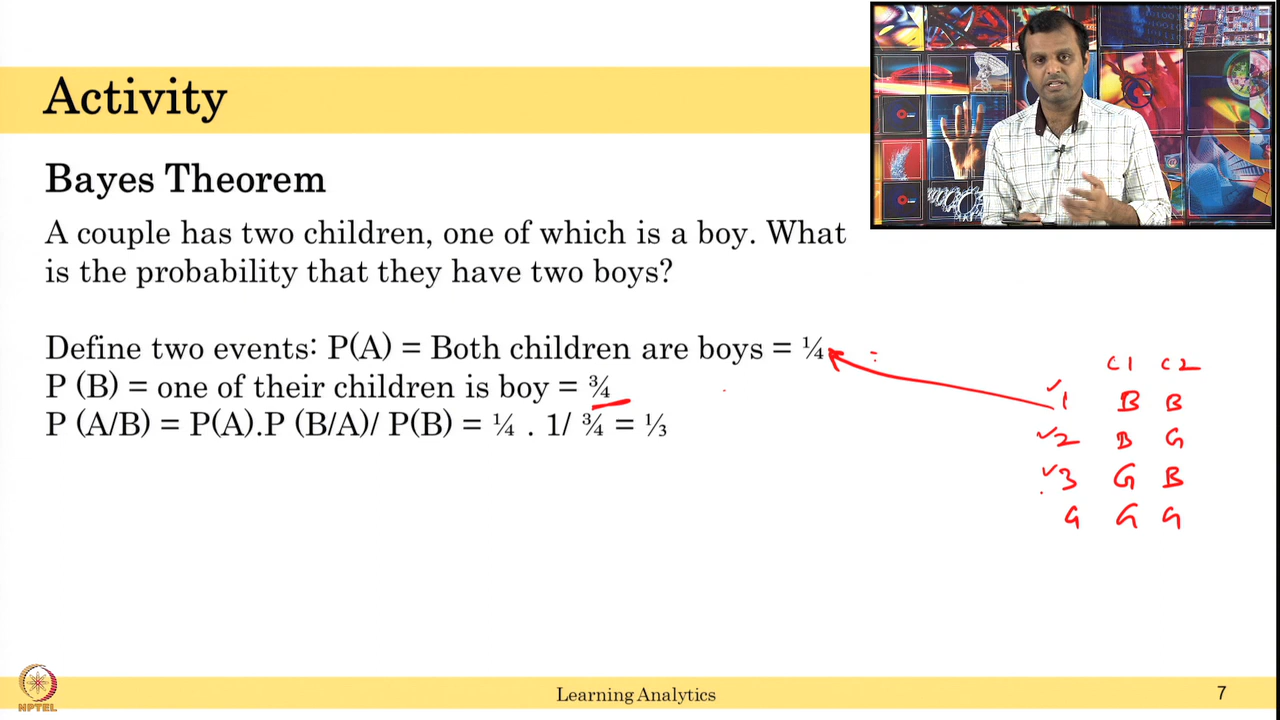 Activity
Bayes Theorem
A couple has two children, one of which is a boy. What
is the probability that they have two boys?
Define two events: P(A) = Both children are boys = ¼
P (B) = one of their children is boy = ¾
P (A/B) = P(A).P (B/A)/ P(B) = ¼ . 1/ ¾ = ⅓
C1 C2
1 B B
2 B G
3 G B
4 G G
Learning Analytics
7
NPTEL